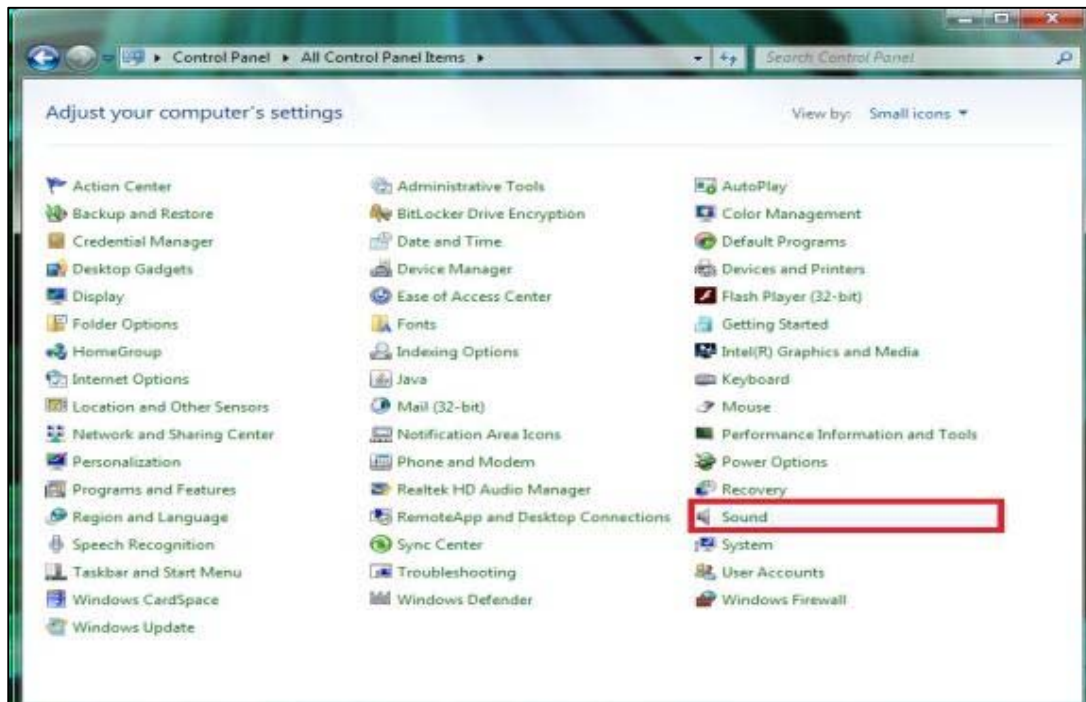 Control Panel ▸ All Control Panel Items ▸ Search Control Panel
Adjust your computer's settings View by: Small icons
Action Center Administrative Tools AutoPlay
Backup and Restore BitLocker Drive Encryption Color Management
Credential Manager Date and Time Default Programs
Desktop Gadgets Device Manager Devices and Printers
Display Ease of Access Center Flash Player (32-bit)
Folder Options Fonts Getting Started
HomeGroup Indexing Options Intel(R) Graphics and Media
Internet Options Java Keyboard
Location and Other Sensors Mail (32-bit) Mouse
Network and Sharing Center Notification Area Icons Performance Information and Tools
Personalization Phone and Modem Power Options
Programs and Features Realtek HD Audio Manager Recovery
Region and Language RemoteApp and Desktop Connections Sound
Speech Recognition Sync Center System
Taskbar and Start Menu Troubleshooting User Accounts
Windows CardSpace Windows Defender Windows Firewall
Windows Update